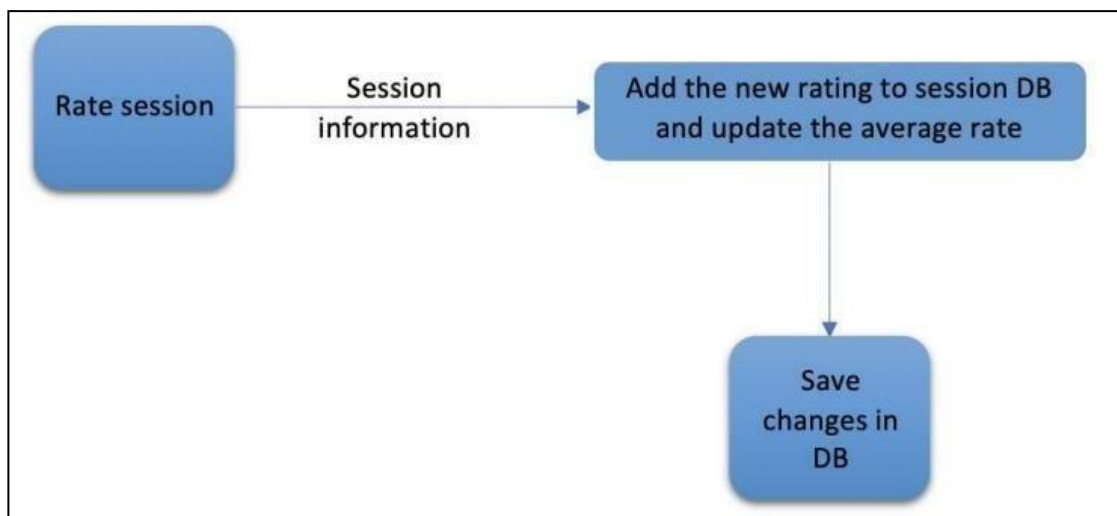 Rate session
Session
information
Add the new rating to session DB
and update the average rate
Save
changes in
DB